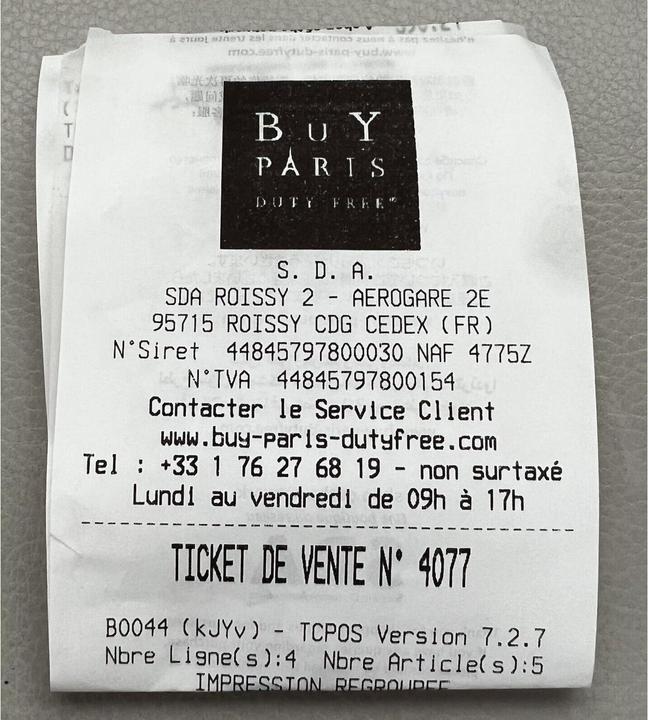 BuY
PARIS
DUTY FREE
S. D. A.
SDA ROISSY 2 - AEROGARE 2E
95715 ROISSY CDG CEDEX (FR)
N°Siret 44845797800030 NAF 4775Z
N°TVA 44845797800154
Contacter le Service Client
www.buy-paris-dutyfree.com
Tel : +33 1 76 27 68 19 - non surtaxé
Lundi au vendredi de 09h à 17h
TICKET DE VENTE N° 4077
B0044 (kJYv) - TCPOS Version 7.2.7
Nbre Ligne(s):4 Nbre Article(s):5
IMPRESSION REGROUPEE